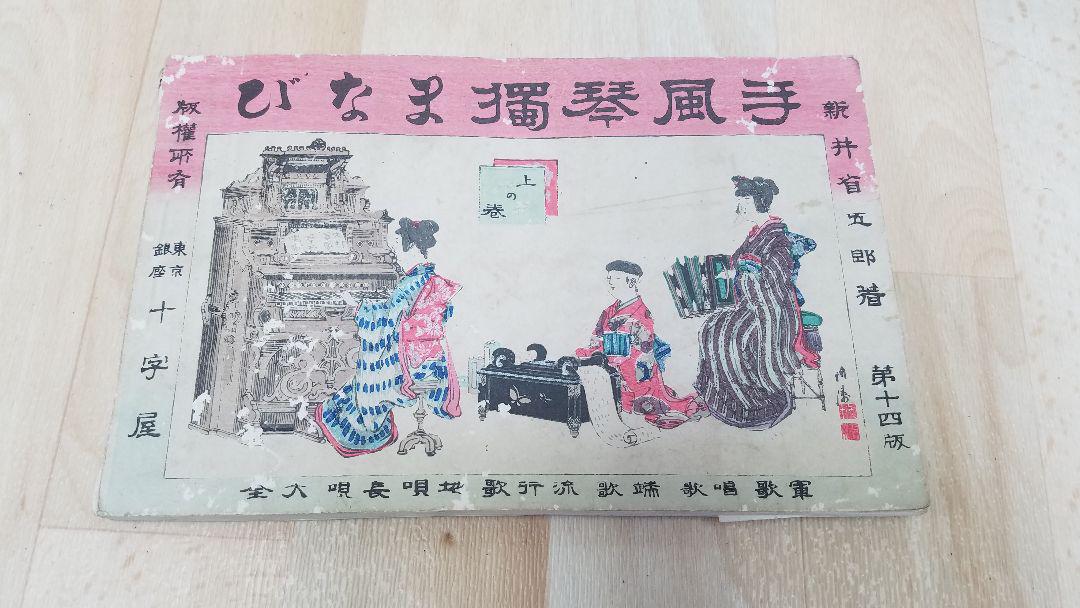 手風琴獨まなび
新井省五郎著
第十四版
上の卷
版權所有
東京
銀座
十字屋
軍歌 唱歌 端歌 流行歌 地唄長唄 大全